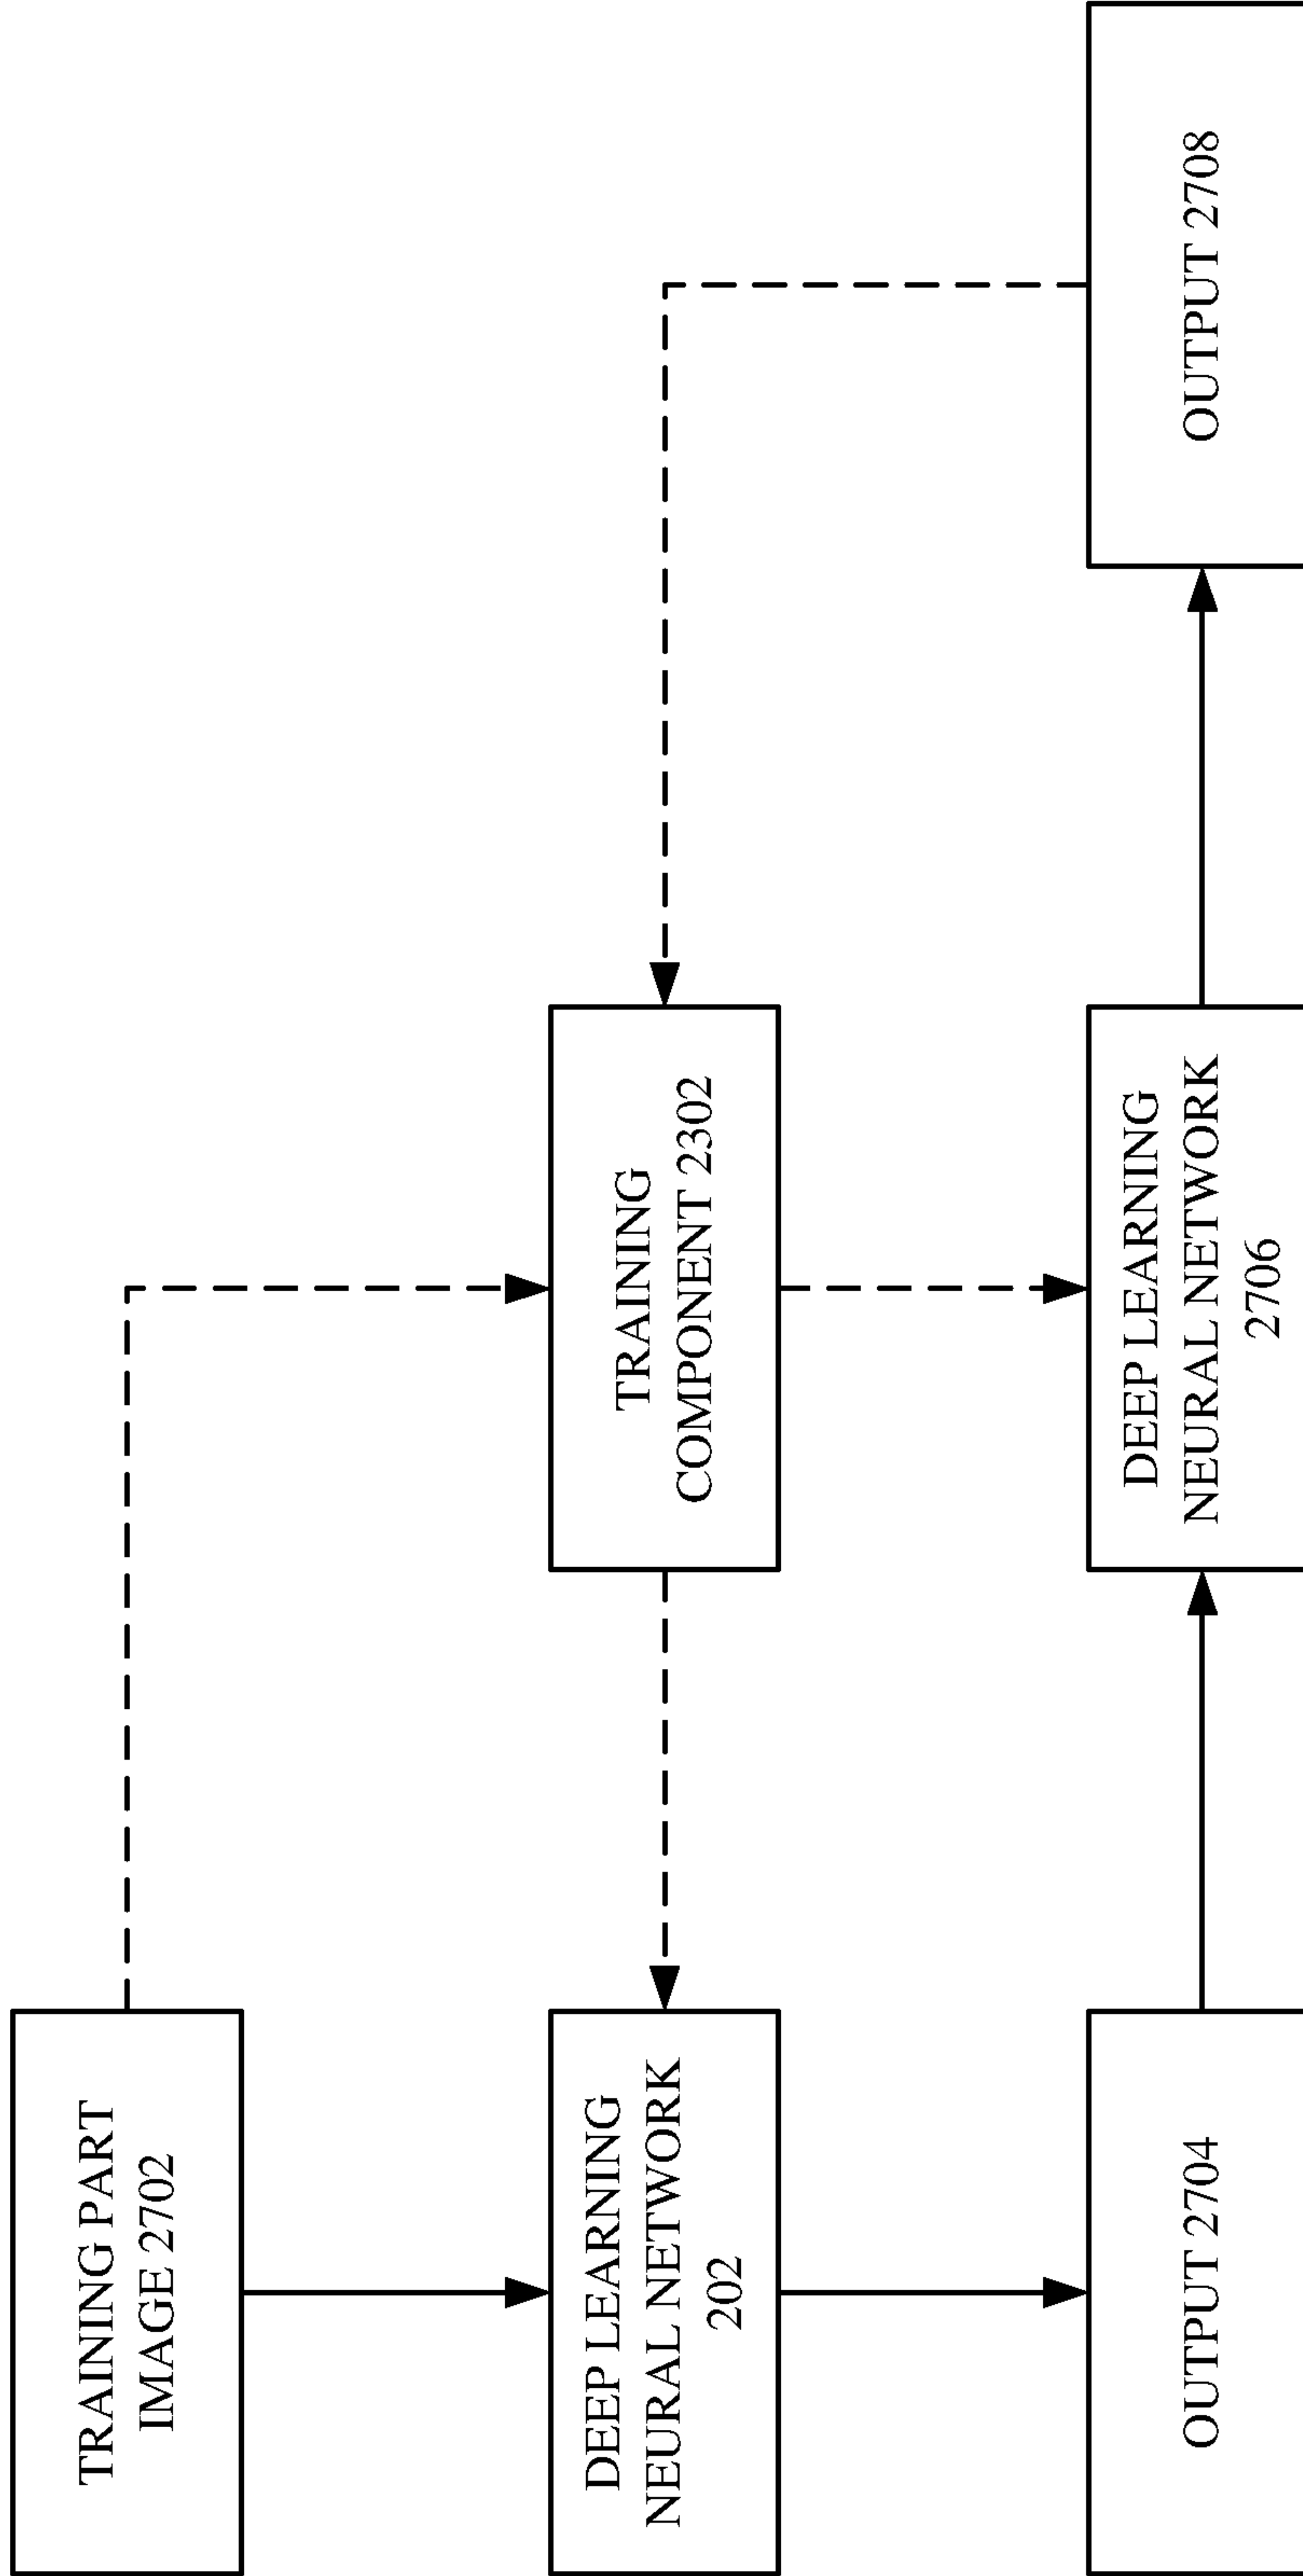 TRAINING PART
IMAGE 2702
DEEP LEARNING
NEURAL NETWORK
202
TRAINING
COMPONENT 2302
OUTPUT 2704
DEEP LEARNING
NEURAL NETWORK
2706
OUTPUT 2708